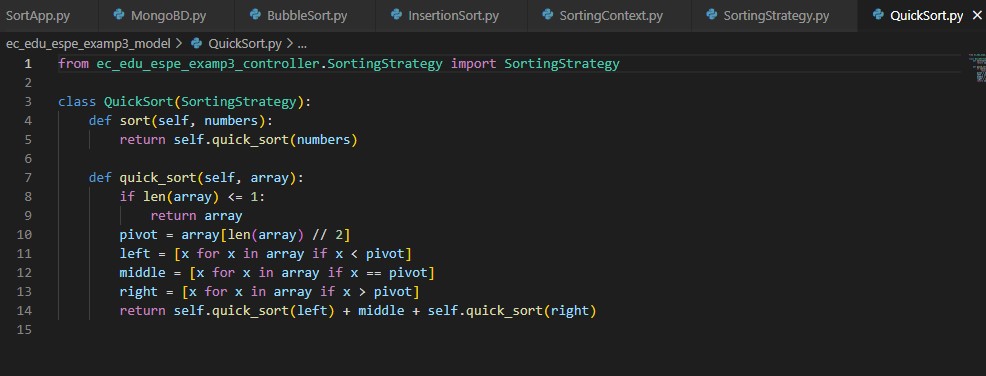 SortApp.py MongoBD.py BubbleSort.py InsertionSort.py SortingContext.py SortingStrategy.py QuickSort.py ×
ec_edu_espe_examp3_model > QuickSort.py > ...
1 from ec_edu_espe_examp3_controller.SortingStrategy import SortingStrategy
2
3 class QuickSort(SortingStrategy):
4     def sort(self, numbers):
5         return self.quick_sort(numbers)
6
7     def quick_sort(self, array):
8         if len(array) <= 1:
9             return array
10         pivot = array[len(array) // 2]
11         left = [x for x in array if x < pivot]
12         middle = [x for x in array if x == pivot]
13         right = [x for x in array if x > pivot]
14         return self.quick_sort(left) + middle + self.quick_sort(right)
15